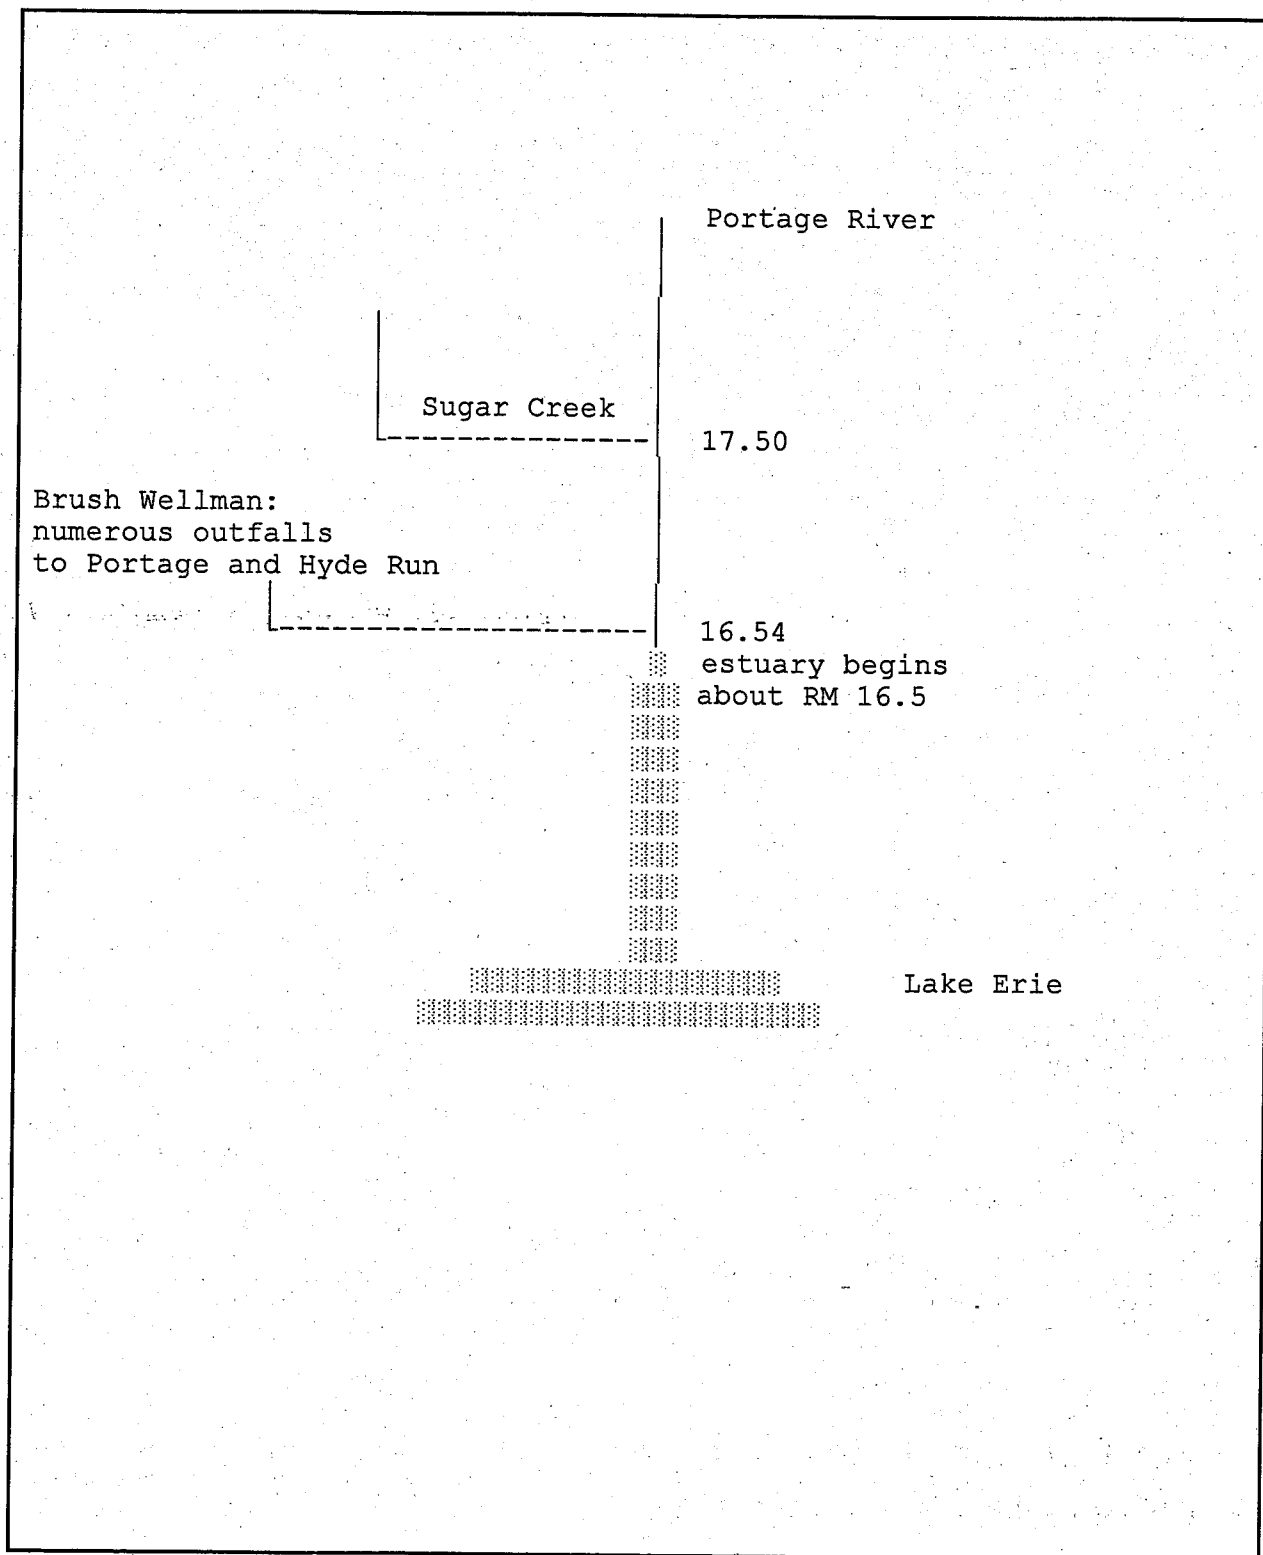 Portage River
Sugar Creek
17.50
Brush Wellman:
numerous outfalls
to Portage and Hyde Run
16.54
estuary begins
about RM 16.5
Lake Erie